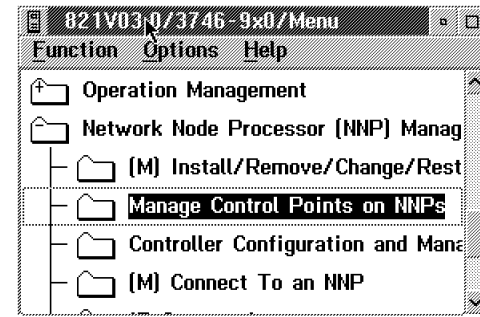 821V03 0/3746-9x0/Menu
Function Options Help
Operation Management
Network Node Processor (NNP) Manag
(M) Install/Remove/Change/Rest
Manage Control Points on NNPs
Controller Configuration and Mana
(M) Connect To an NNP